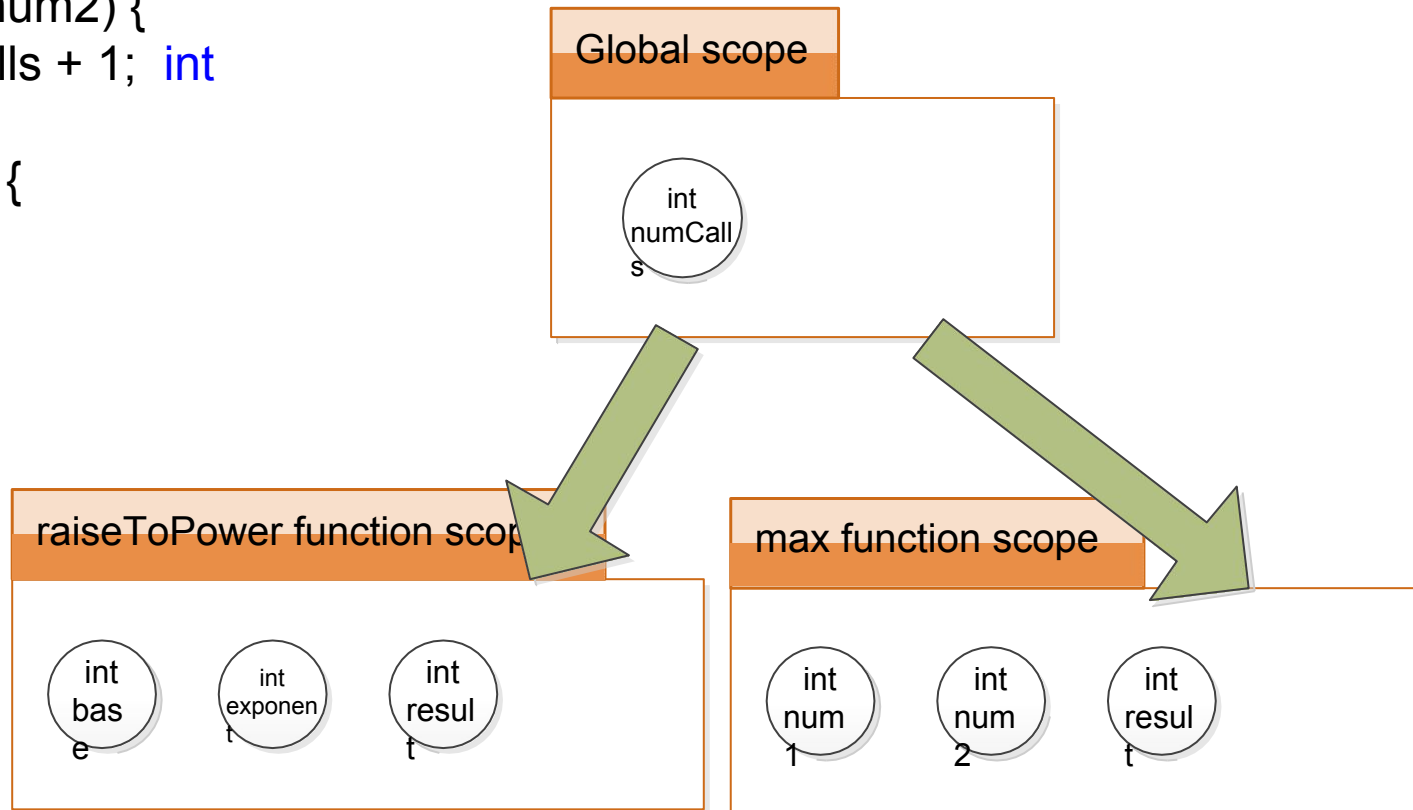 num2) {
lls + 1;  int
{
Global scope
int
numCall
s
raiseToPower function scop
max function scope
int
bas
e
int
exponen
t
int
resul
t
int
num
1
int
num
2
int
resul
t